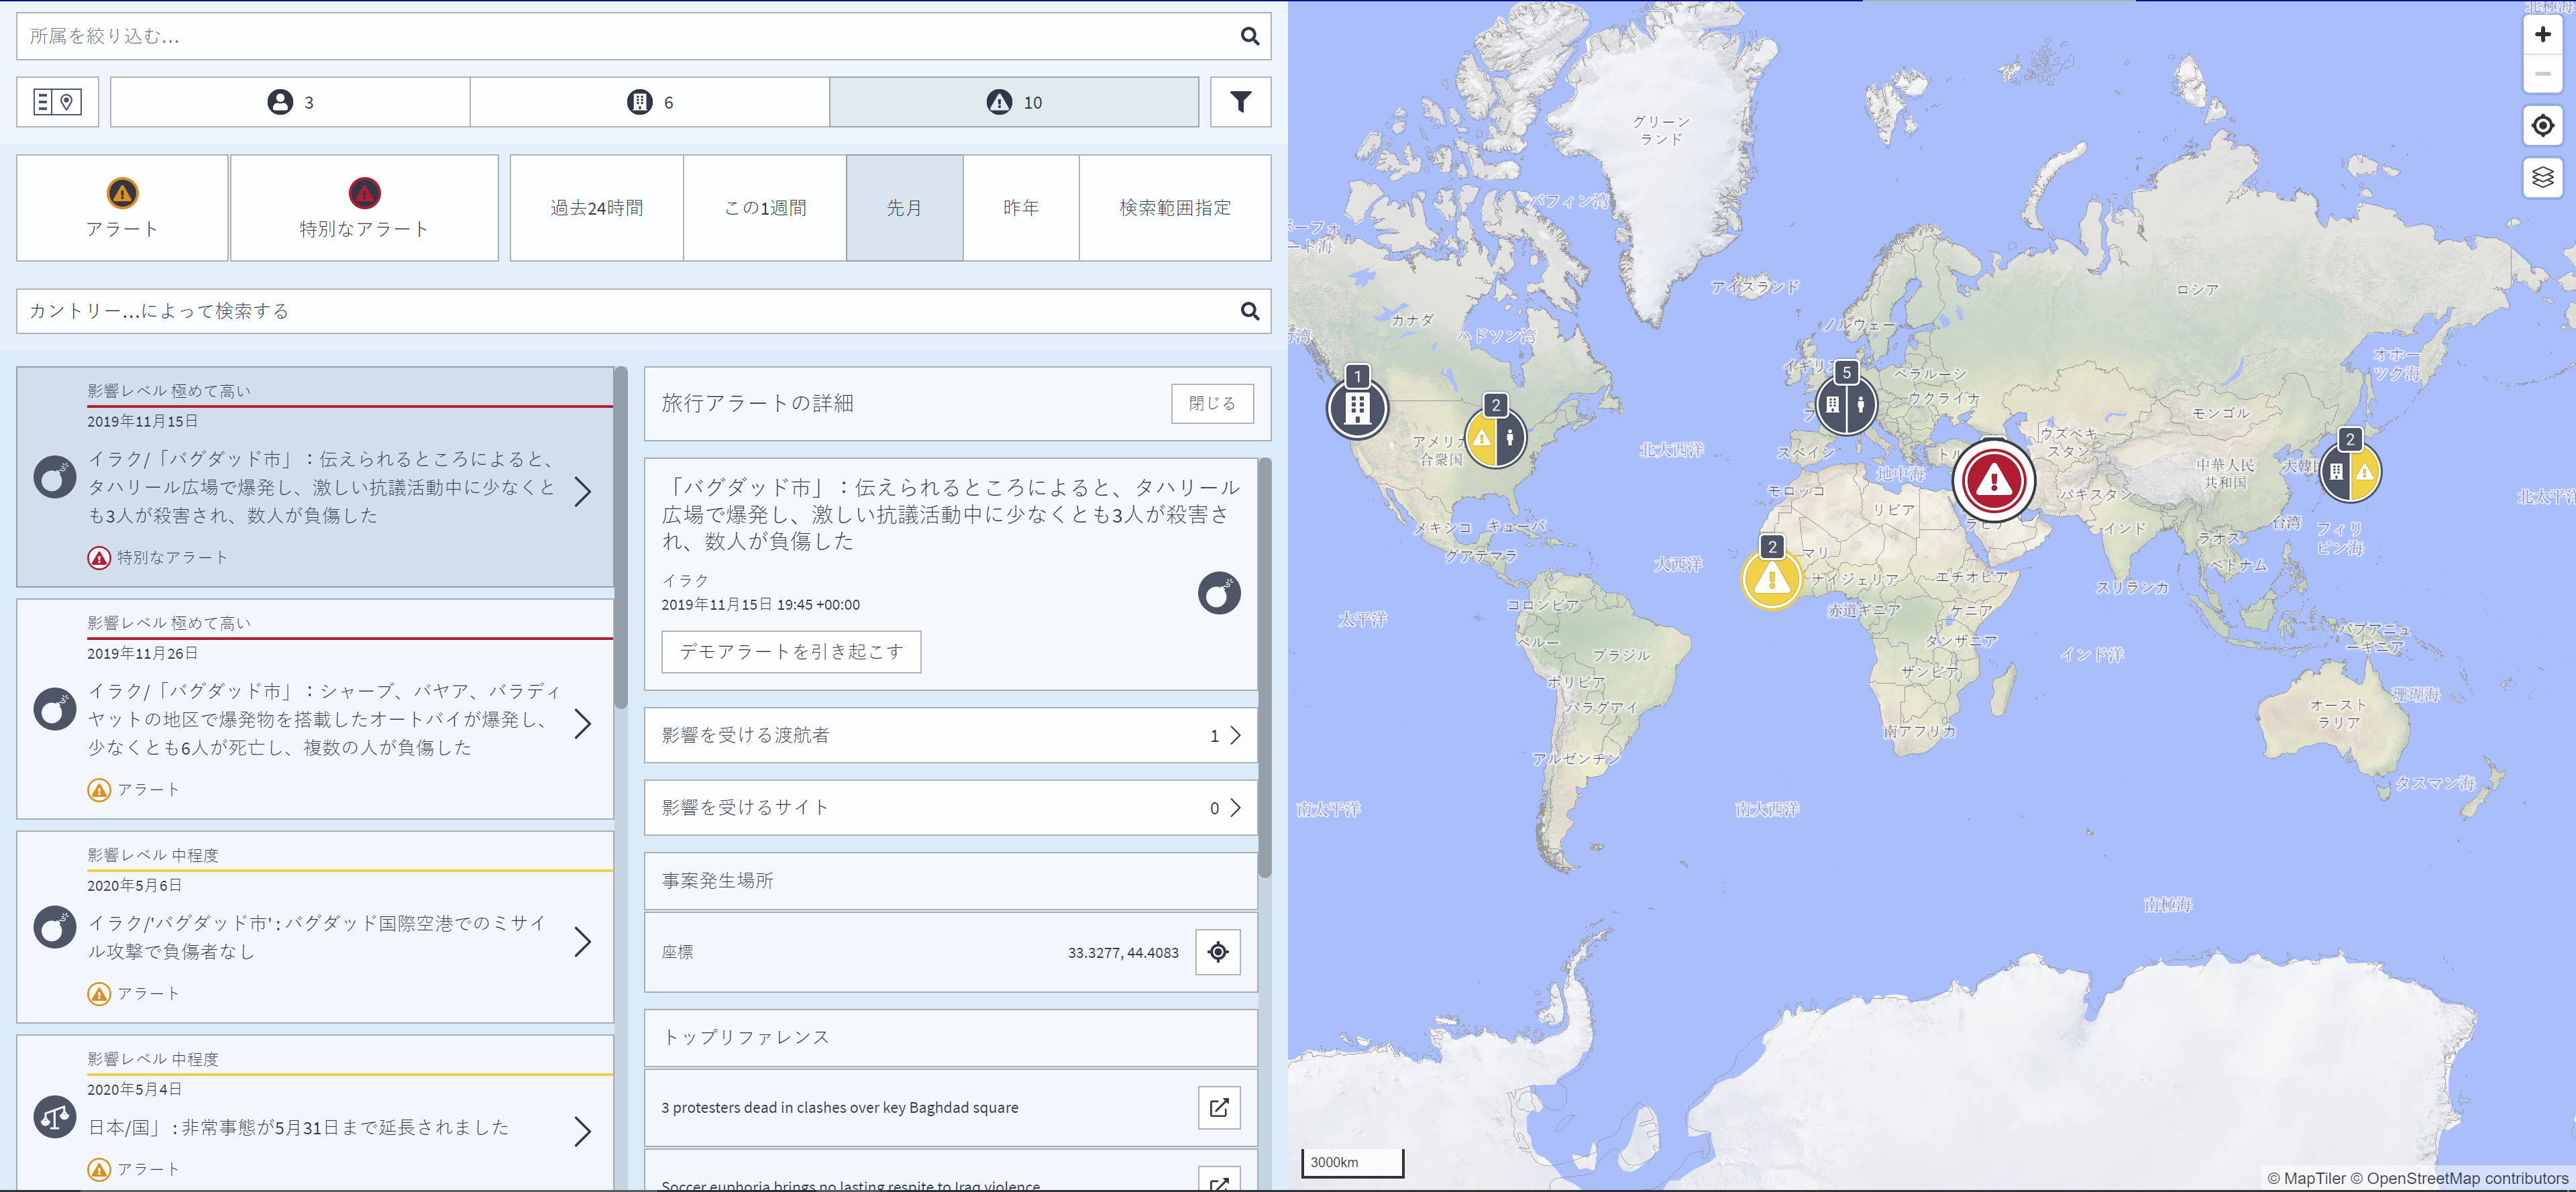 所属を絞り込む...
3
6
10
アラート
特別なアラート
過去24時間
この1週間
先月
昨年
検索範囲指定
カントリー...によって検索する
影響レベル 極めて高い
2019年11月15日
イラク/「バグダッド市」：伝えられるところによると、
タハリール広場で爆発し、激しい抗議活動中に少なくと
も3人が殺害され、数人が負傷した
特別なアラート
影響レベル 極めて高い
2019年11月26日
イラク/「バグダッド市」：シャーブ、バヤア、バラディ
ヤットの地区で爆発物を搭載したオートバイが爆発し、
少なくとも6人が死亡し、複数の人が負傷した
アラート
影響レベル 中程度
2020年5月6日
イラク/'バグダッド市' : バグダッド国際空港でのミサイ
ル攻撃で負傷者なし
アラート
影響レベル 中程度
2020年5月4日
日本/国」 : 非常事態が5月31日まで延長されました
アラート
旅行アラートの詳細
閉じる
「バグダッド市」：伝えられるところによると、タハリール
広場で爆発し、激しい抗議活動中に少なくとも3人が殺害さ
れ、数人が負傷した
イラク
2019年11月15日 19:45 +00:00
デモアラートを引き起こす
影響を受ける渡航者
1
影響を受けるサイト
0
事案発生場所
座標
33.3277, 44.4083
トップリファレンス
3 protesters dead in clashes over key Baghdad square
Soccer euphoria brings no lasting respite to Iraq violence
グリーン
ランド
バフィン湾
アイスランド
ロシア
カナダ
ハドソン湾
ノルウェー
オホー
ツク海
イギリ
ベラルーシ
ウクライナ
モンゴル
1
2
5
2
2
アメリカ
合衆国
北大西洋
スペイン
地中海
ウズベキ
スタン
中華人民
共和国
大韓
北太平洋
モロッコ
リビア
パキスタン
メキシコ
キューバ
インド
台湾
フィリ
ピン海
グアテマラ
大西洋
マリ
ラオス
ナイジェリア
エチオピア
ベトナム
スリランカ
コロンビア
赤道ギニア
ケニア
太平洋
ペルー
ブラジル
タンザニア
パプアニュ
ーギニア
インド洋
ザンビア
ボリビア
珊瑚海
パラグアイ
オースト
ラリア
南アフリカ
アルゼンチン
タスマン海
南太平洋
南大西洋
南極海
3000km
© MapTiler © OpenStreetMap contributors